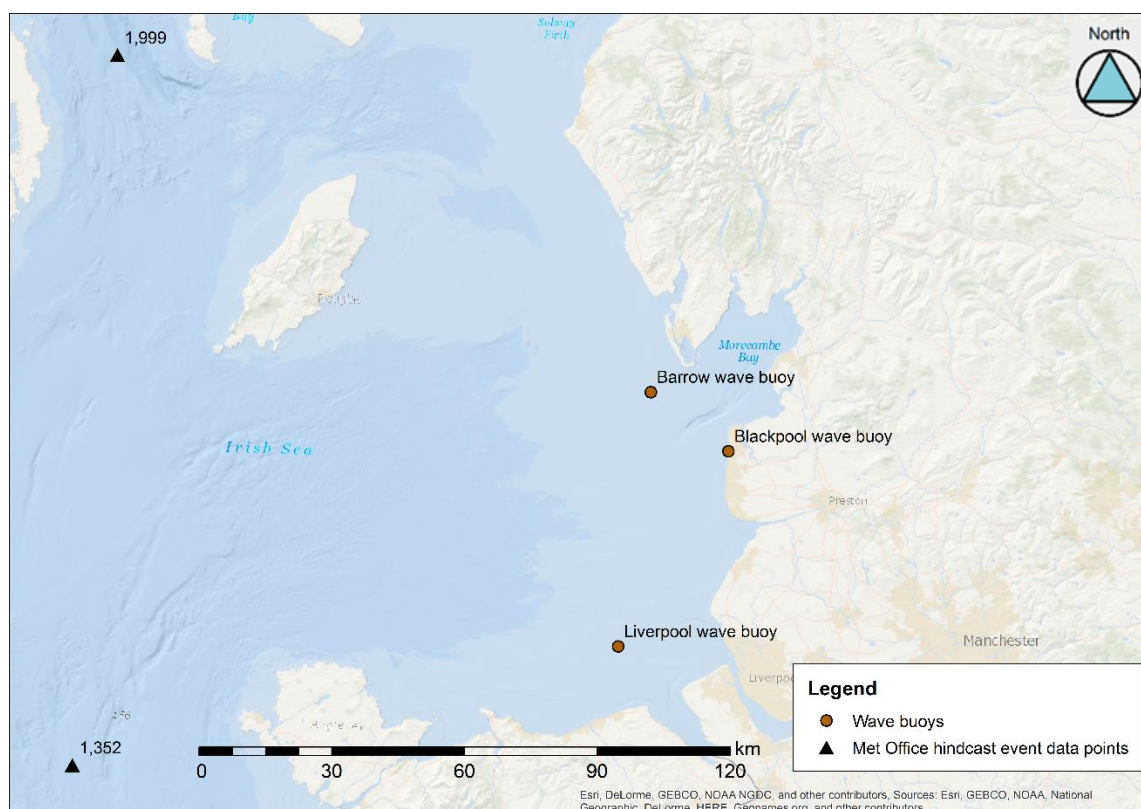 1,999
Bay
Solway
Firth
North
Douglas
Morecambe
Bay
Barrow wave buoy
Blackpool wave buoy
Irish Sea
Preston
Liverpool wave buoy
Manchester
Liverpool
Legend
Wave buoys
Met Office hindcast event data points
1,352
km
0 30 60 90 120
Esri, DeLorme, GEBCO, NOAA NGDC, and other contributors, Sources: Esri, GEBCO, NOAA, National
Geographic, DeLorme, HERE, Geonames.org, and other contributors